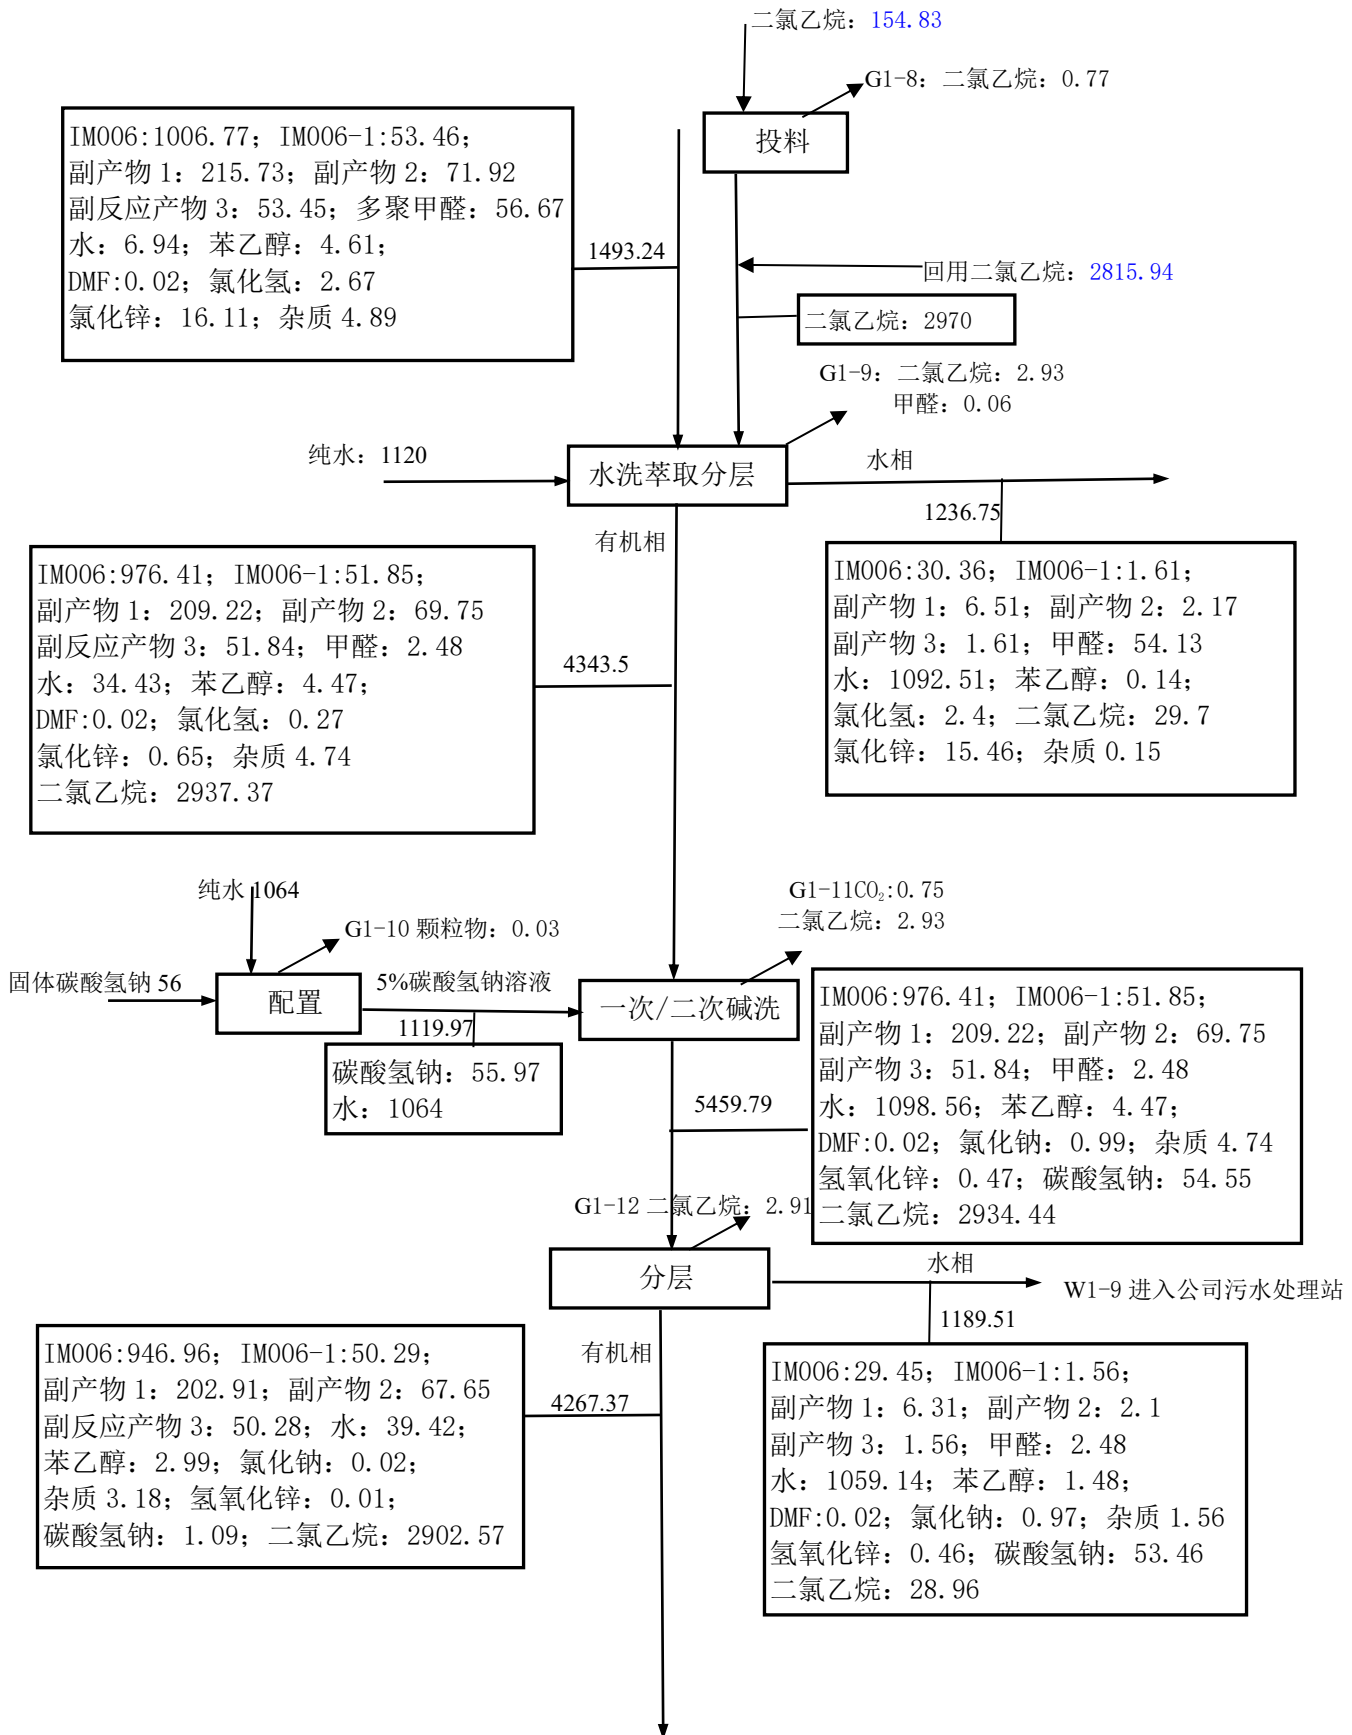 二氯乙烷：154.83
G1-8：二氯乙烷：0.77
投料
IM006:1006.77；IM006-1:53.46；
副产物 1：215.73；副产物 2：71.92
副反应产物 3：53.45；多聚甲醛：56.67
水：6.94；苯乙醇：4.61；
DMF:0.02；氯化氢：2.67
氯化锌：16.11；杂质 4.89
1493.24
回用二氯乙烷：2815.94
二氯乙烷：2970
G1-9：二氯乙烷：2.93
甲醛：0.06
纯水：1120
水洗萃取分层
水相
1236.75
有机相
IM006:976.41；IM006-1:51.85；
副产物 1：209.22；副产物 2：69.75
副反应产物 3：51.84；甲醛：2.48
水：34.43；苯乙醇：4.47；
DMF:0.02；氯化氢：0.27
氯化锌：0.65；杂质 4.74
二氯乙烷：2937.37
4343.5
IM006:30.36；IM006-1:1.61；
副产物 1：6.51；副产物 2：2.17
副产物 3：1.61；甲醛：54.13
水：1092.51；苯乙醇：0.14；
氯化氢：2.4；二氯乙烷：29.7
氯化锌：15.46；杂质 0.15
纯水 1064
G1-10 颗粒物：0.03
G1-11CO₂:0.75
二氯乙烷：2.93
固体碳酸氢钠 56
配置
5%碳酸氢钠溶液
1119.97
一次/二次碱洗
碳酸氢钠：55.97
水：1064
5459.79
IM006:976.41；IM006-1:51.85；
副产物 1：209.22；副产物 2：69.75
副产物 3：51.84；甲醛：2.48
水：1098.56；苯乙醇：4.47；
DMF:0.02；氯化钠：0.99；杂质 4.74
氢氧化锌：0.47；碳酸氢钠：54.55
二氯乙烷：2934.44
G1-12 二氯乙烷：2.91
分层
水相
W1-9 进入公司污水处理站
1189.51
有机相
IM006:946.96；IM006-1:50.29；
副产物 1：202.91；副产物 2：67.65
副反应产物 3：50.28；水：39.42；
苯乙醇：2.99；氯化钠：0.02；
杂质 3.18；氢氧化锌：0.01；
碳酸氢钠：1.09；二氯乙烷：2902.57
4267.37
IM006:29.45；IM006-1:1.56；
副产物 1：6.31；副产物 2：2.1
副产物 3：1.56；甲醛：2.48
水：1059.14；苯乙醇：1.48；
DMF:0.02；氯化钠：0.97；杂质 1.56
氢氧化锌：0.46；碳酸氢钠：53.46
二氯乙烷：28.96